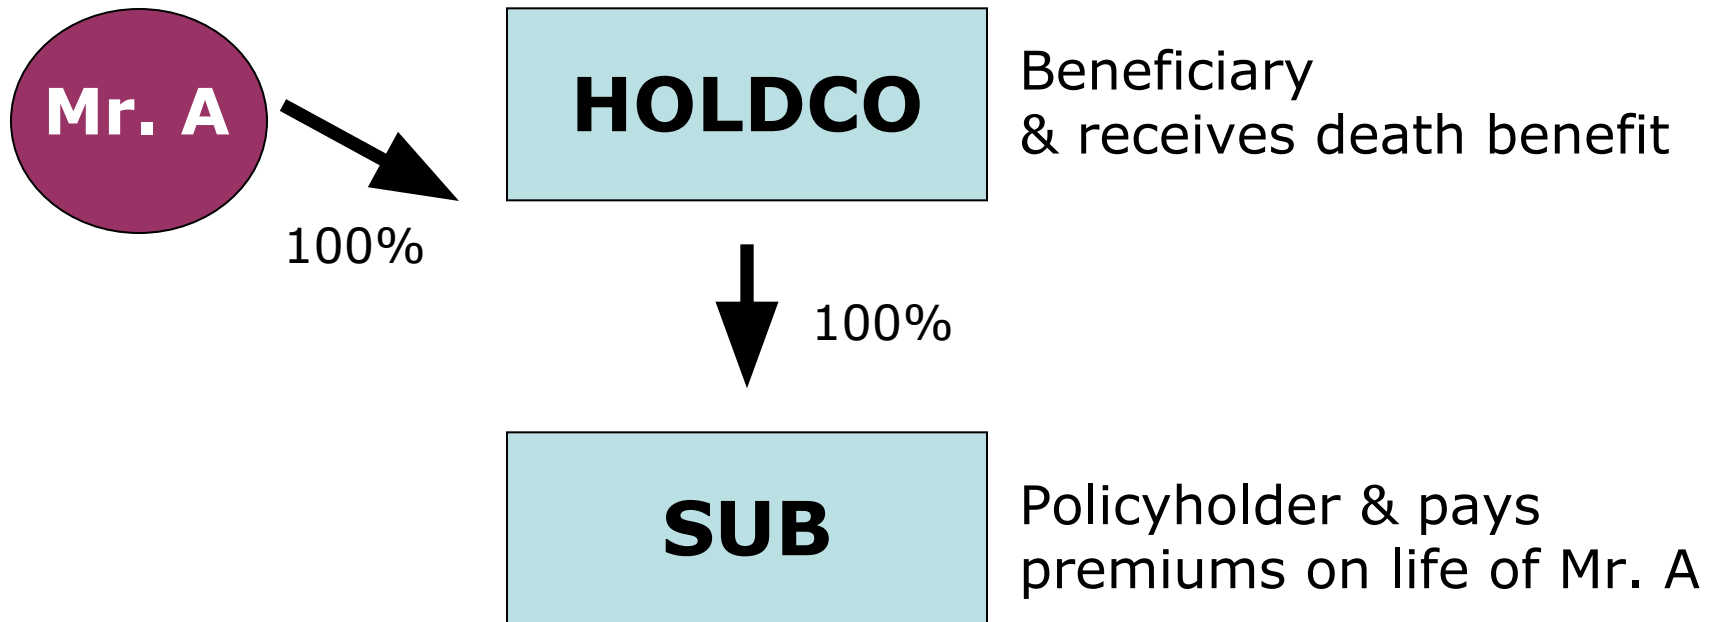 Mr. A
100%
HOLDCO
Beneficiary
& receives death benefit
100%
SUB
Policyholder & pays
premiums on life of Mr. A